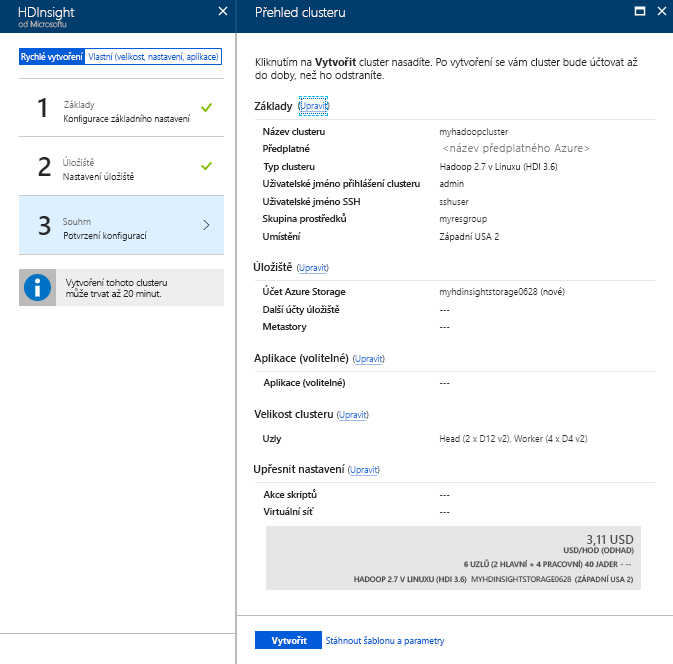 HDInsight
od Microsoftu
Rychlé vytvoření
Vlastní (velikost, nastavení, aplikace)
1
Základy
Konfigurace základního nastavení
2
Úložiště
Nastavení úložiště
3
Souhrn
Potvrzení konfigurací
Vytvoření tohoto clusteru
může trvat až 20 minut.
Přehled clusteru
Kliknutím na Vytvořit cluster nasadíte. Po vytvoření se vám cluster bude účtovat až
do doby, než ho odstraníte.
Základy (Upravit)
Název clusteru myhadoopcluster
Předplatné <název předplatného Azure>
Typ clusteru Hadoop 2.7 v Linuxu (HDI 3.6)
Uživatelské jméno přihlášení clusteru admin
Uživatelské jméno SSH sshuser
Skupina prostředků myresgroup
Umístění Západní USA 2
Úložiště (Upravit)
Účet Azure Storage myhdinsightstorage0628 (nové)
Další účty úložiště ---
Metastory ---
Aplikace (volitelné) (Upravit)
Aplikace (volitelné) ---
Velikost clusteru (Upravit)
Uzly Head (2 x D12 v2), Worker (4 x D4 v2)
Upřesnit nastavení (Upravit)
Akce skriptů ---
Virtuální síť ---
3,11 USD
USD/HOD (ODHAD)
6 UZLŮ (2 HLAVNÍ + 4 PRACOVNÍ) 40 JADER - --
HADOOP 2.7 V LINUXU (HDI 3.6) MYHDINSIGHTSTORAGE0628 (ZÁPADNÍ USA 2)
Vytvořit Stáhnout šablonu a parametry